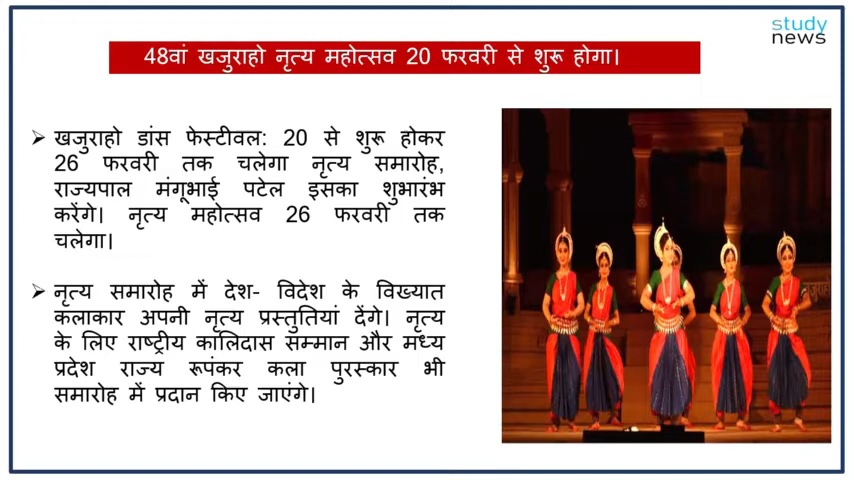 study
news
48वां खजुराहो नृत्य महोत्सव 20 फरवरी से शुरू होगा।
➢ खजुराहो डांस फेस्टीवल: 20 से शुरू होकर
26 फरवरी तक चलेगा नृत्य समारोह,
राज्यपाल मंगूभाई पटेल इसका शुभारंभ
करेंगे। नृत्य महोत्सव 26 फरवरी तक
चलेगा।
➢ नृत्य समारोह में देश- विदेश के विख्यात
कलाकार अपनी नृत्य प्रस्तुतियां देंगे। नृत्य
के लिए राष्ट्रीय कालिदास सम्मान और मध्य
प्रदेश राज्य रूपंकर कला पुरस्कार भी
समारोह में प्रदान किए जाएंगे।